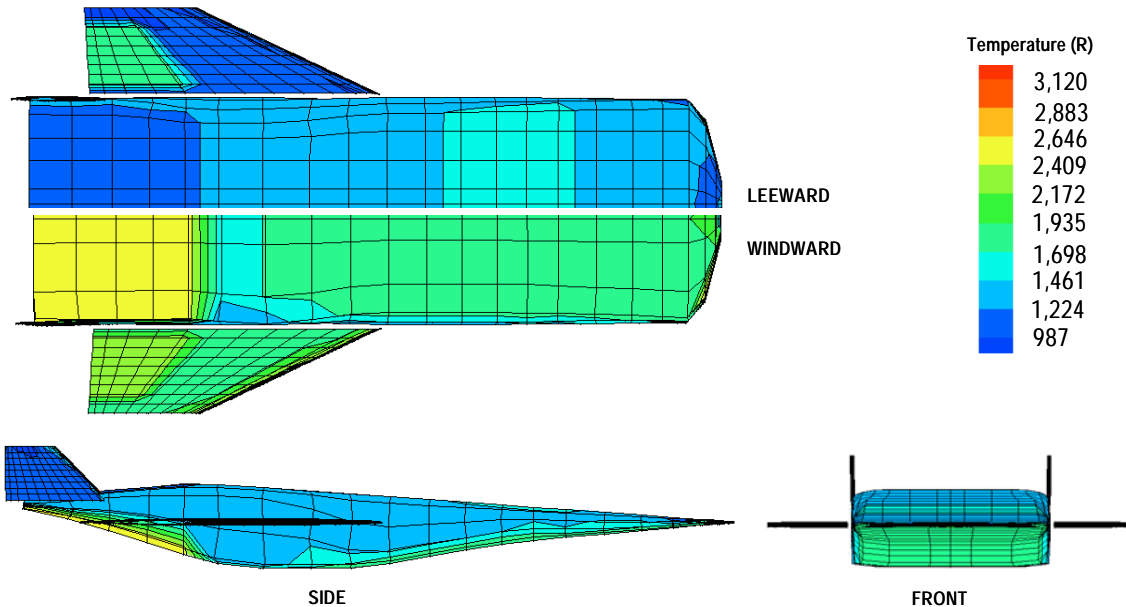 Temperature (R)
3,120
2,883
2,646
2,409
2,172
1,935
1,698
1,461
1,224
987
LEEWARD
WINDWARD
SIDE
FRONT